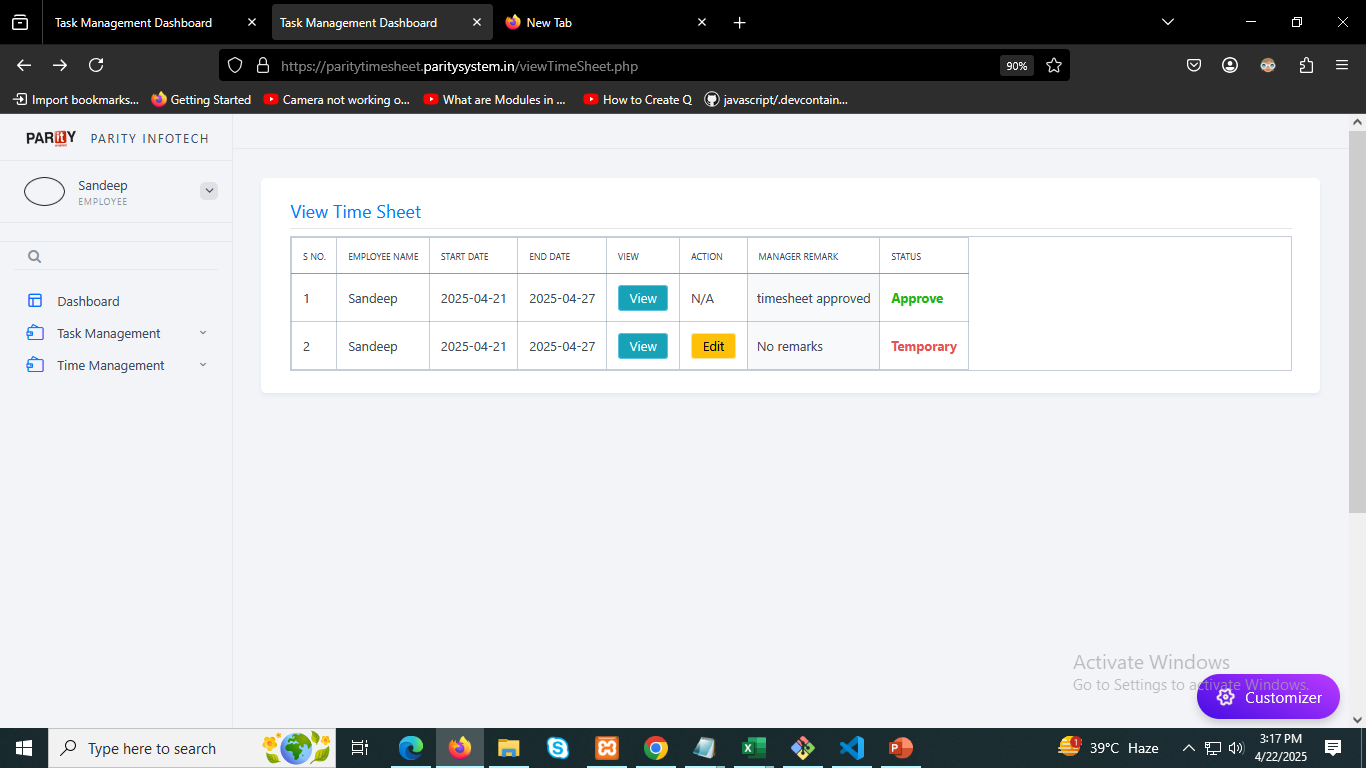 Task Management Dashboard
Task Management Dashboard
New Tab
https://paritytimesheet.paritysystem.in/viewTimeSheet.php
90%
Import bookmarks...
Getting Started
Camera not working o...
What are Modules in ...
How to Create Q
javascript/.devcontain...
PARitY
PARITY INFOTECH
Sandeep
EMPLOYEE
Dashboard
Task Management
Time Management
View Time Sheet
S NO. EMPLOYEE NAME START DATE END DATE VIEW ACTION MANAGER REMARK STATUS
1 Sandeep 2025-04-21 2025-04-27 View N/A timesheet approved Approve
2 Sandeep 2025-04-21 2025-04-27 View Edit No remarks Temporary
Activate Windows
Go to Settings to activate Windows.
Customizer
Type here to search
1
39°C Haze
3:17 PM
4/22/2025